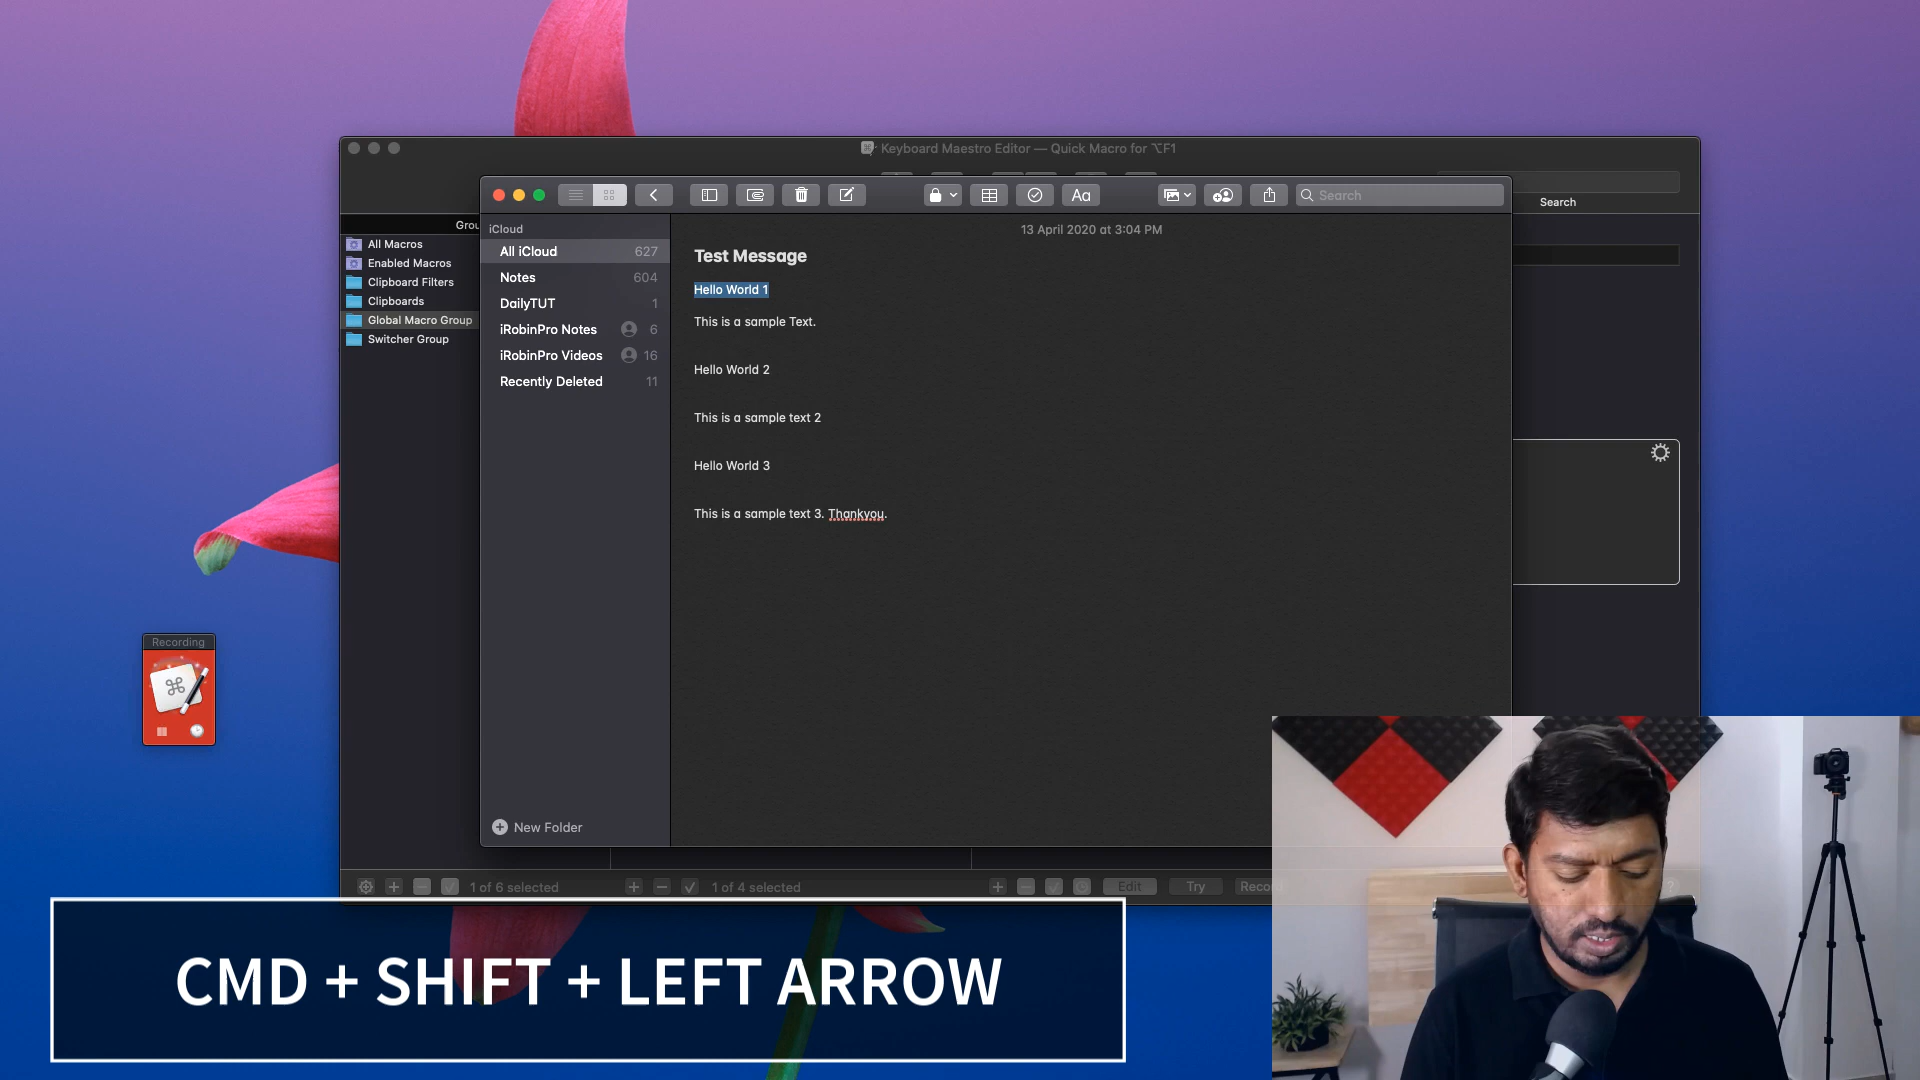 Keyboard Maestro Editor — Quick Macro for ⌥F1
Search
Search
Grou
All Macros
Enabled Macros
Clipboard Filters
Clipboards
Global Macro Group
Switcher Group
iCloud
All iCloud 627
Notes 604
DailyTUT 1
iRobinPro Notes 6
iRobinPro Videos 16
Recently Deleted 11
New Folder
Aa
13 April 2020 at 3:04 PM
Test Message
Hello World 1
This is a sample Text.
Hello World 2
This is a sample text 2
Hello World 3
This is a sample text 3. Thankyou.
Recording
1 of 6 selected
1 of 4 selected
Edit
Try
Record
?
CMD + SHIFT + LEFT ARROW